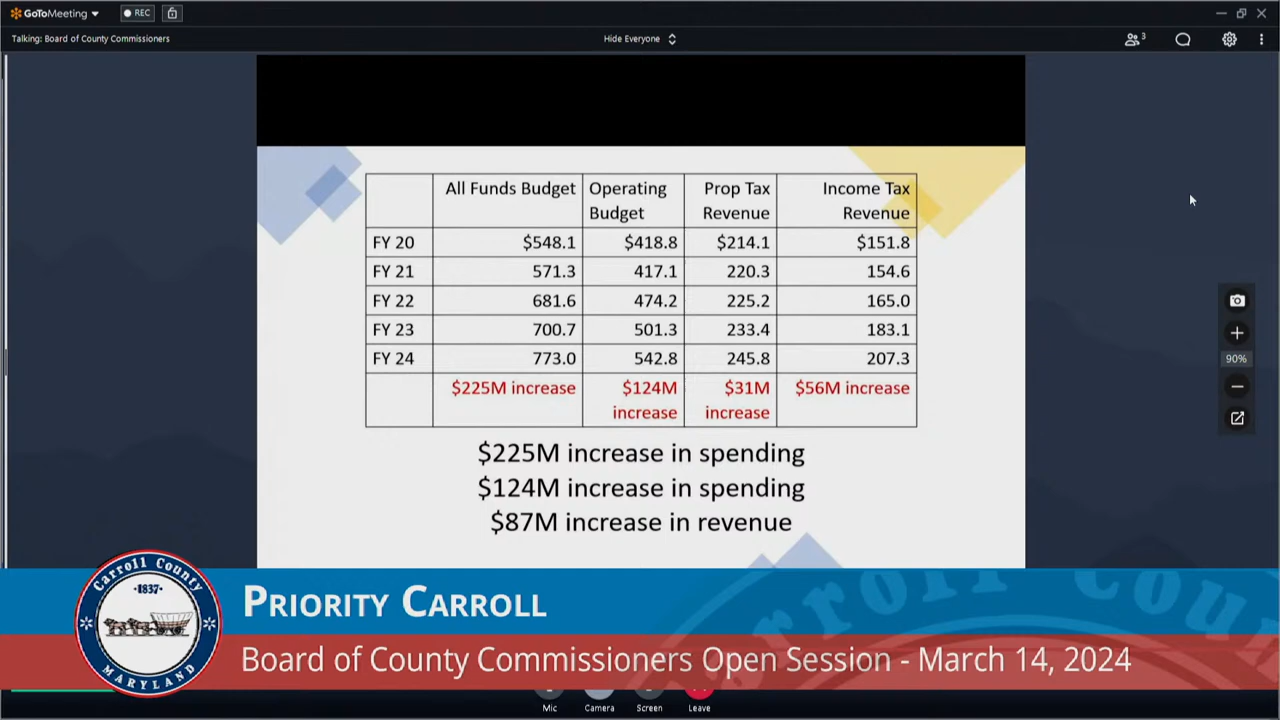 GoToMeeting
REC
Talking: Board of County Commissioners
Hide Everyone
3
All Funds Budget Operating Budget Prop Tax Revenue Income Tax Revenue
FY 20 $548.1 $418.8 $214.1 $151.8
FY 21 571.3 417.1 220.3 154.6
FY 22 681.6 474.2 225.2 165.0
FY 23 700.7 501.3 233.4 183.1
FY 24 773.0 542.8 245.8 207.3
$225M increase $124M increase $31M increase $56M increase
90%
$225M increase in spending
$124M increase in spending
$87M increase in revenue
Carroll County
·1837·
MARYLAND
PRIORITY CARROLL
Board of County Commissioners Open Session - March 14, 2024
Carroll Coun
Mic Camera Screen Leave